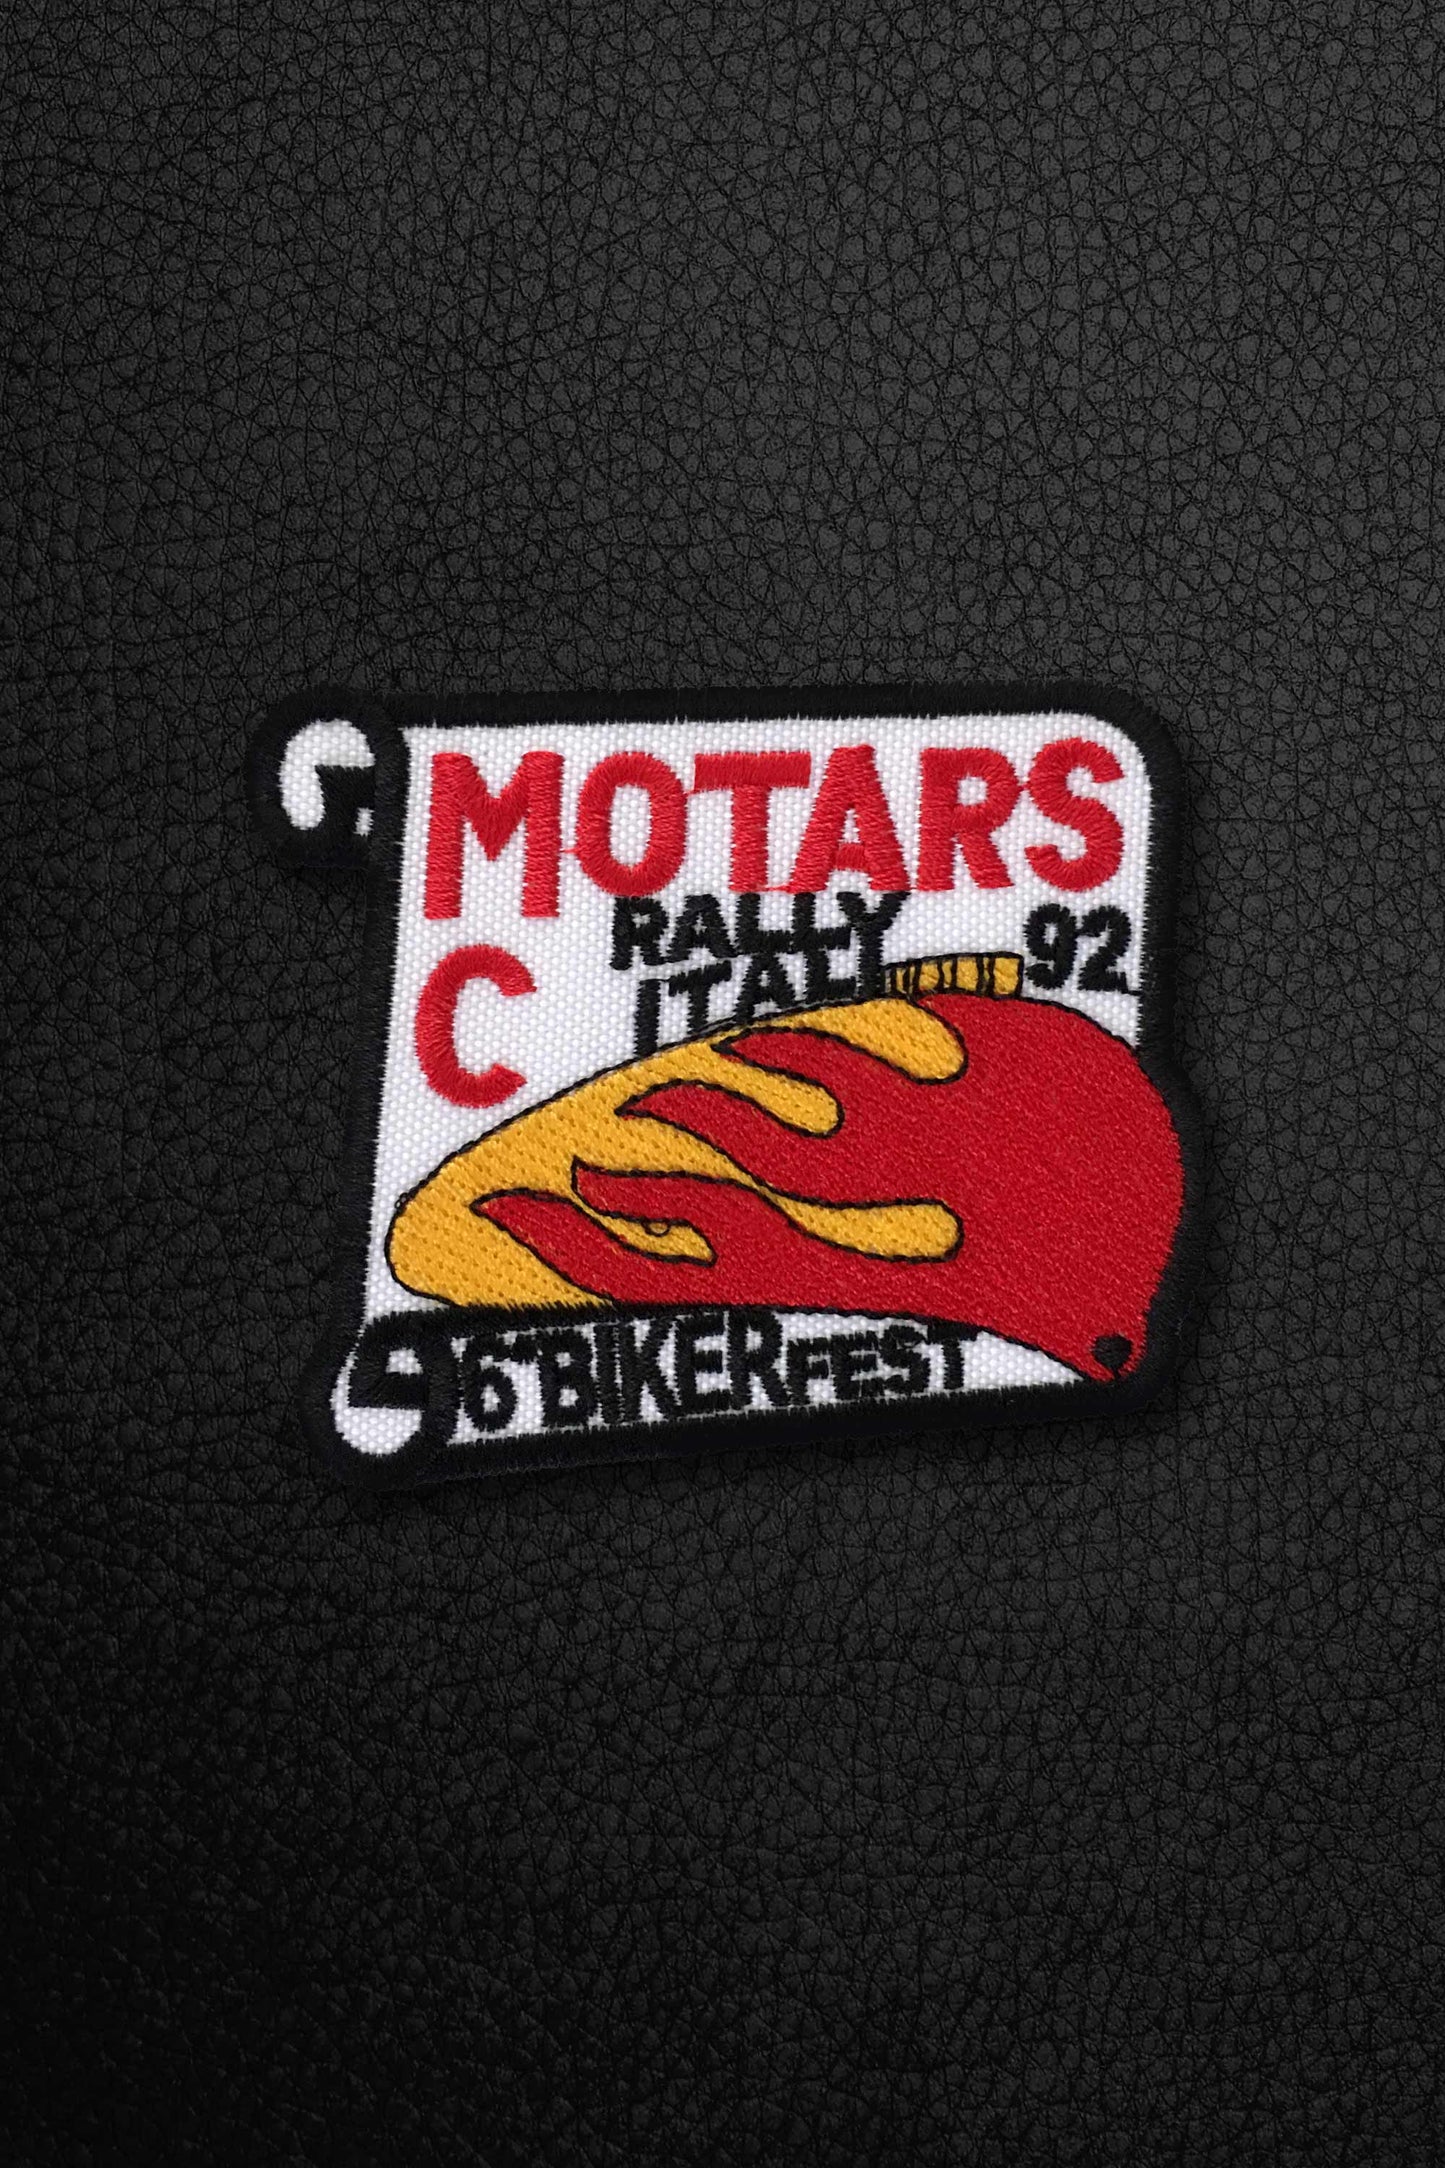 MOTARS
C
RALLY
ITALY
92
6°BIKERFEST